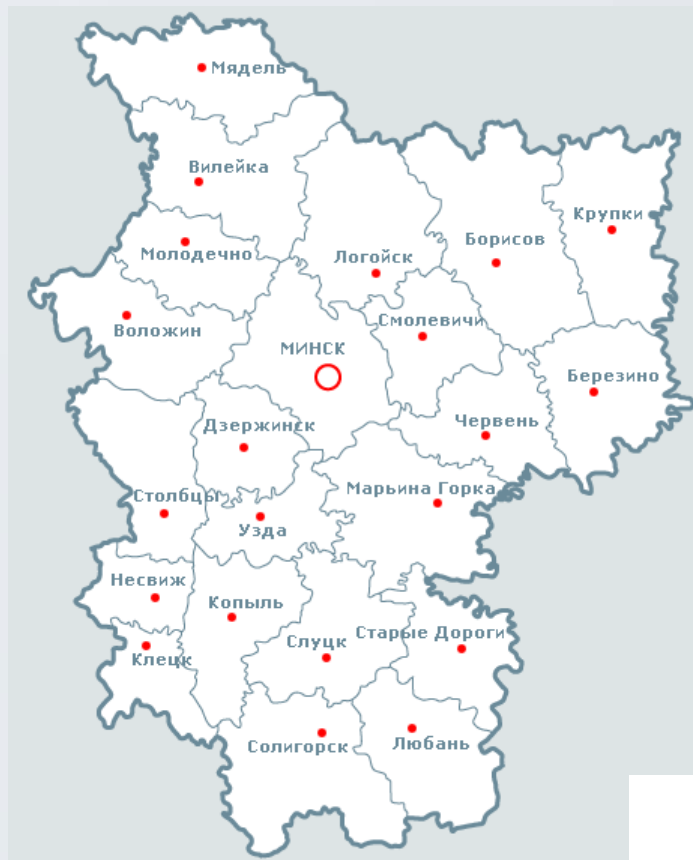 Мядель
Вилейка
Крупки
Борисов
Молодечно
Логойск
Смолевичи
Воложин
МИНСК
Березино
Червень
Дзержинск
Марьина Горка
Столбцы
Узда
Несвиж
Копыль
Старые Дороги
Слуцк
Клецк
Любань
Солигорск